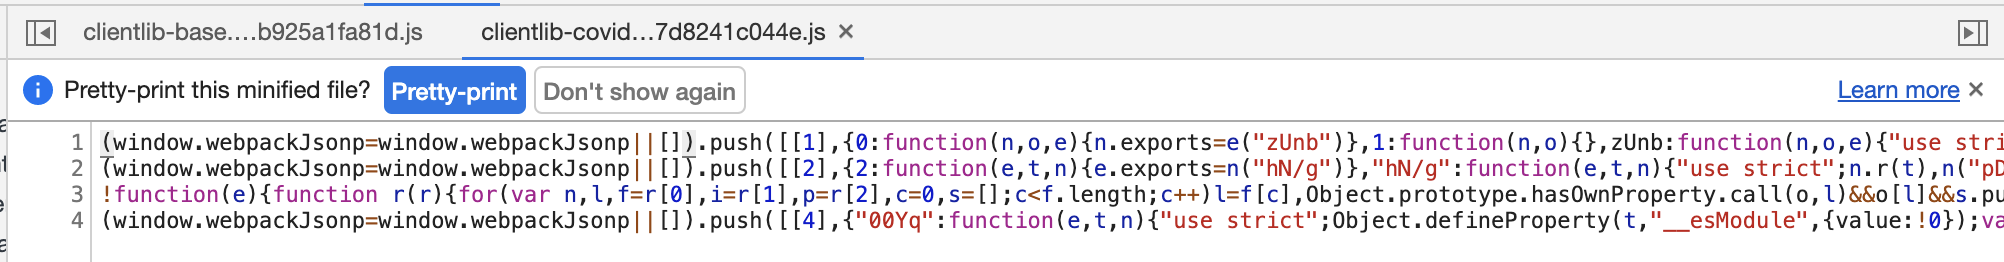 clientlib-base....b925a1fa81d.js clientlib-covid...7d8241c044e.js ×
i Pretty-print this minified file? Pretty-print Don't show again Learn more ×
1 (window.webpackJsonp=window.webpackJsonp||[]).push([[1],{0:function(n,o,e){n.exports=e("zUnb")},1:function(n,o){},zUnb:function(n,o,e){"use stri
2 (window.webpackJsonp=window.webpackJsonp||[]).push([[2],{2:function(e,t,n){e.exports=n("hN/g")},"hN/g":function(e,t,n){"use strict";n.r(t),n("pD
3 !function(e){function r(r){for(var n,l,f=r[0],i=r[1],p=r[2],c=0,s=[];c<f.length;c++)l=f[c],Object.prototype.hasOwnProperty.call(o,l)&&o[l]&&s.pu
4 (window.webpackJsonp=window.webpackJsonp||[]).push([[4],{"00Yq":function(e,t,n){"use strict";Object.defineProperty(t,"__esModule",{value:!0});va